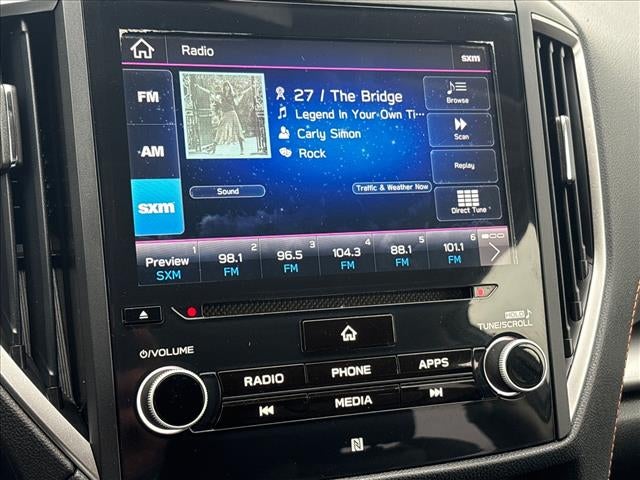 Radio
sxm
FM
AM
sxm
27 / The Bridge
Legend In Your Own Ti...
Carly Simon
Rock
Sound
Traffic & Weather Now
Browse
Scan
Replay
Direct Tune
1 Preview SXM
2 98.1 FM
3 96.5 FM
4 104.3 FM
5 88.1 FM
6 101.1 FM
HOLD ♪
TUNE/SCROLL
⏻/VOLUME
RADIO
PHONE
APPS
MEDIA
N